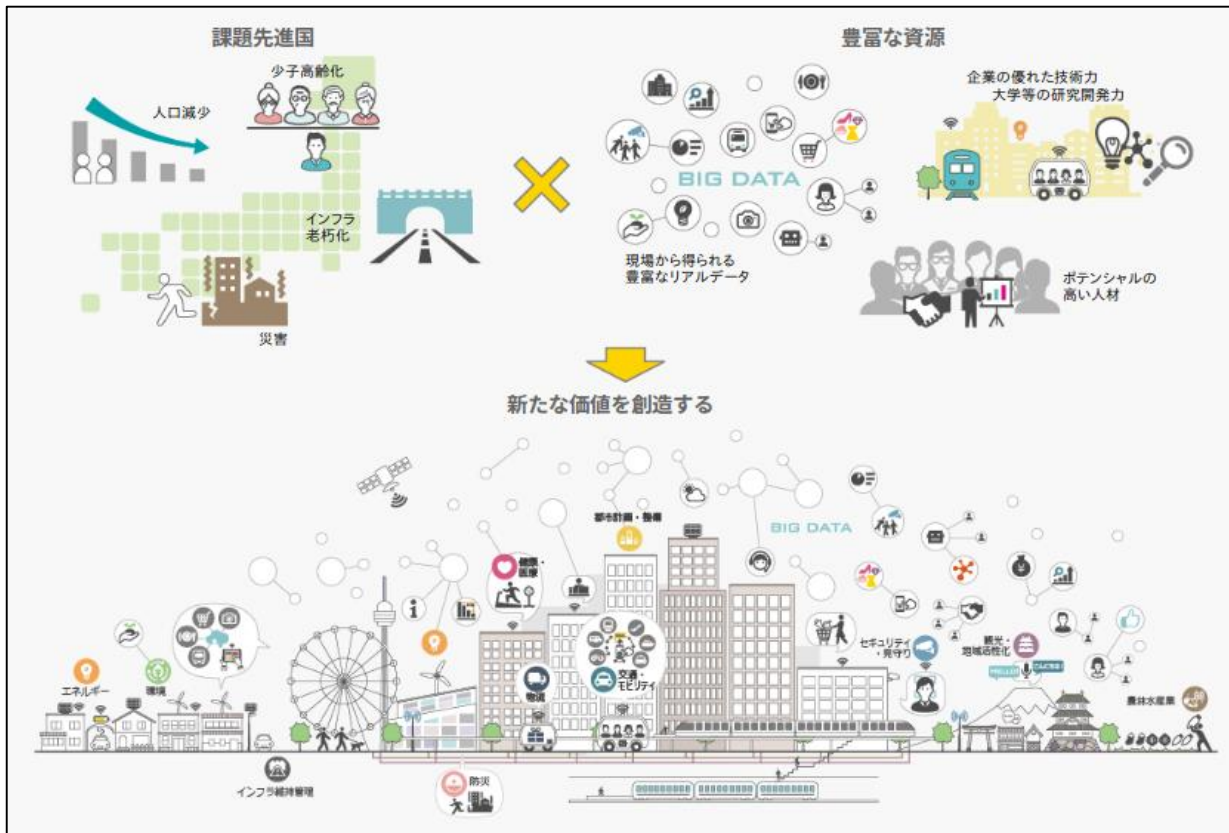 課題先進国
少子高齢化
人口減少
インフラ
老朽化
災害
豊富な資源
企業の優れた技術力
大学等の研究開発力
BIG DATA
現場から得られる
豊富なリアルデータ
ポテンシャルの
高い人材
新たな価値を創造する
都市計画・整備
BIG DATA
健康・
医療
セキュリティ
・見守り
観光・
地域活性化
エネルギー
環境
物流
交通・
モビリティ
農林水産業
インフラ維持管理
防災